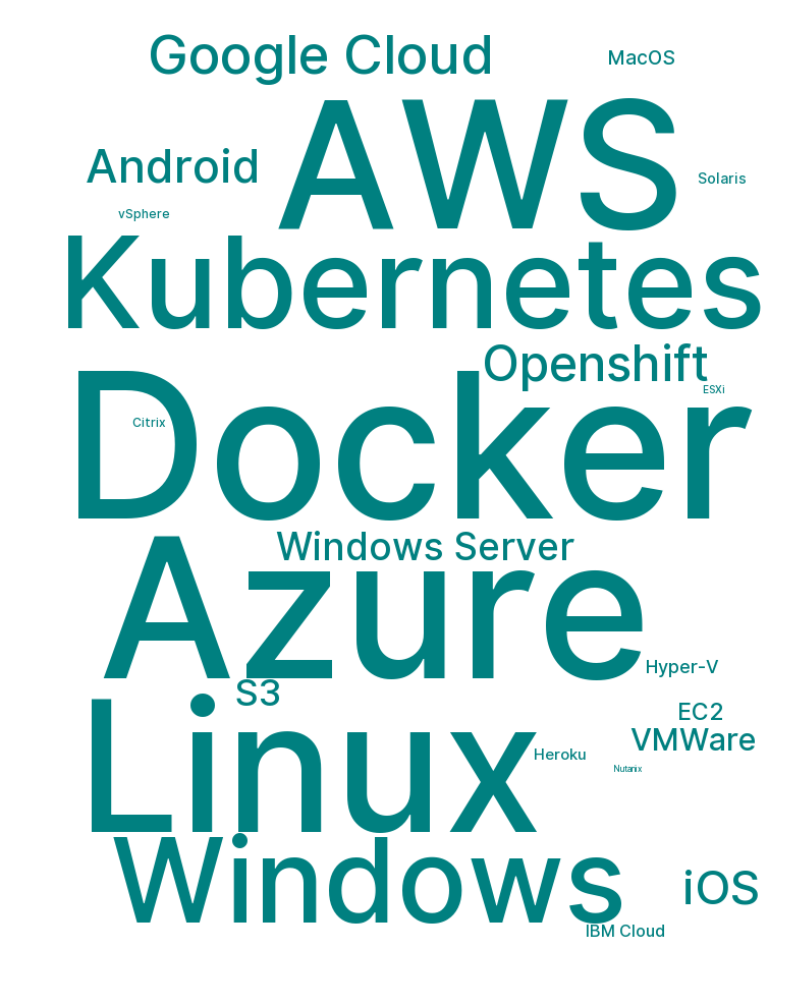 Google Cloud
MacOS
AWS
Android
Solaris
vSphere
Kubernetes
Openshift
ESXi
Docker
Citrix
Windows Server
Azure
Hyper-V
S3
EC2
Linux
VMWare
Heroku
Nutanix
Windows
iOS
IBM Cloud